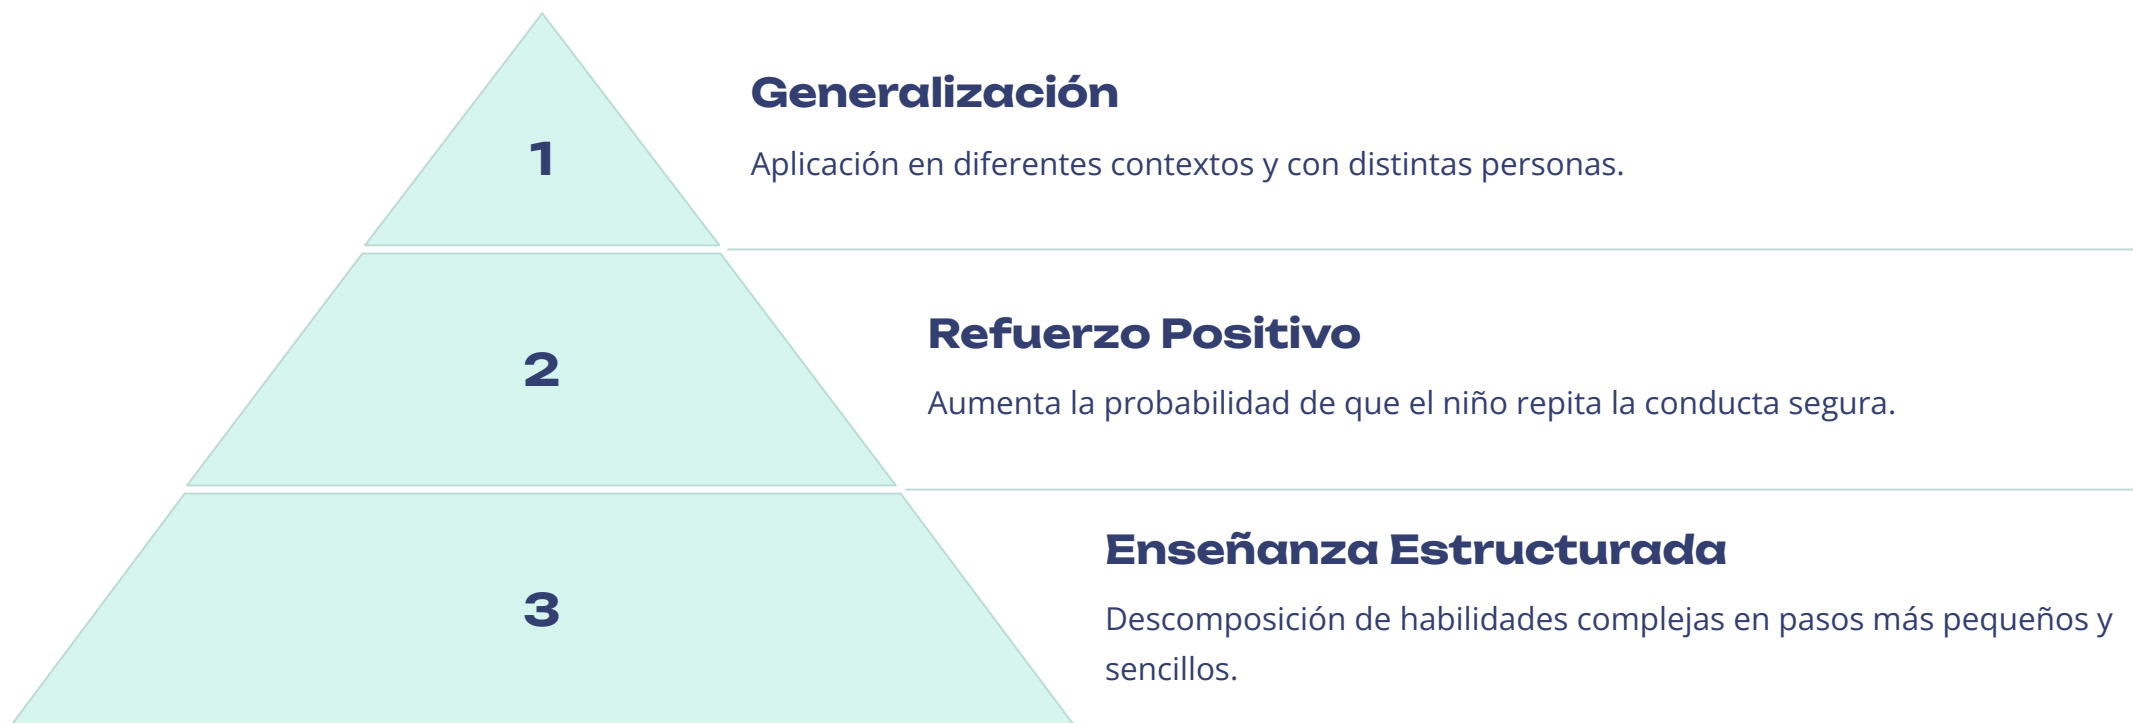 1
Generalización
Aplicación en diferentes contextos y con distintas personas.
2
Refuerzo Positivo
Aumenta la probabilidad de que el niño repita la conducta segura.
3
Enseñanza Estructurada
Descomposición de habilidades complejas en pasos más pequeños y
sencillos.